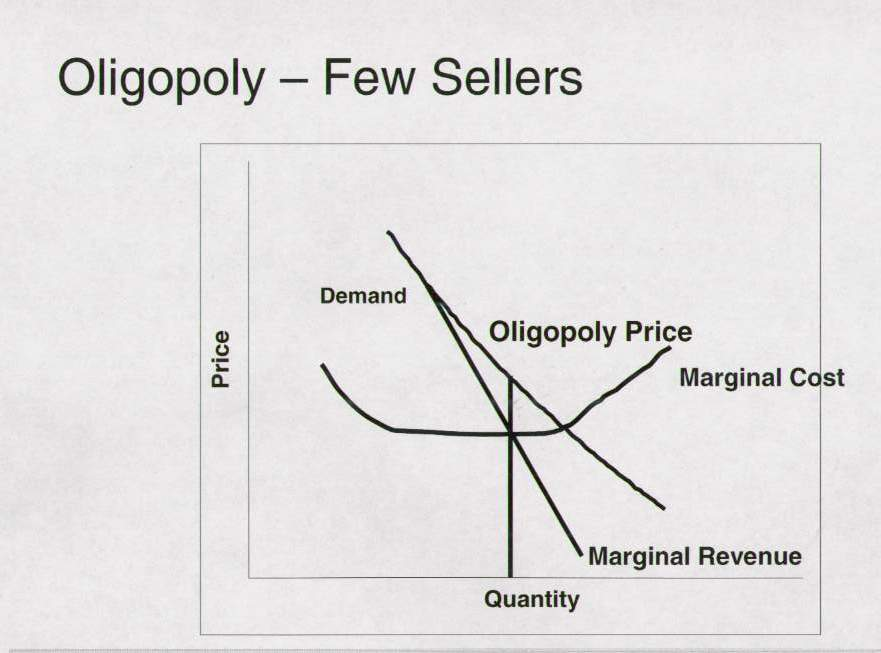 Oligopoly – Few Sellers
Demand
Oligopoly Price
Price
Marginal Cost
Marginal Revenue
Quantity